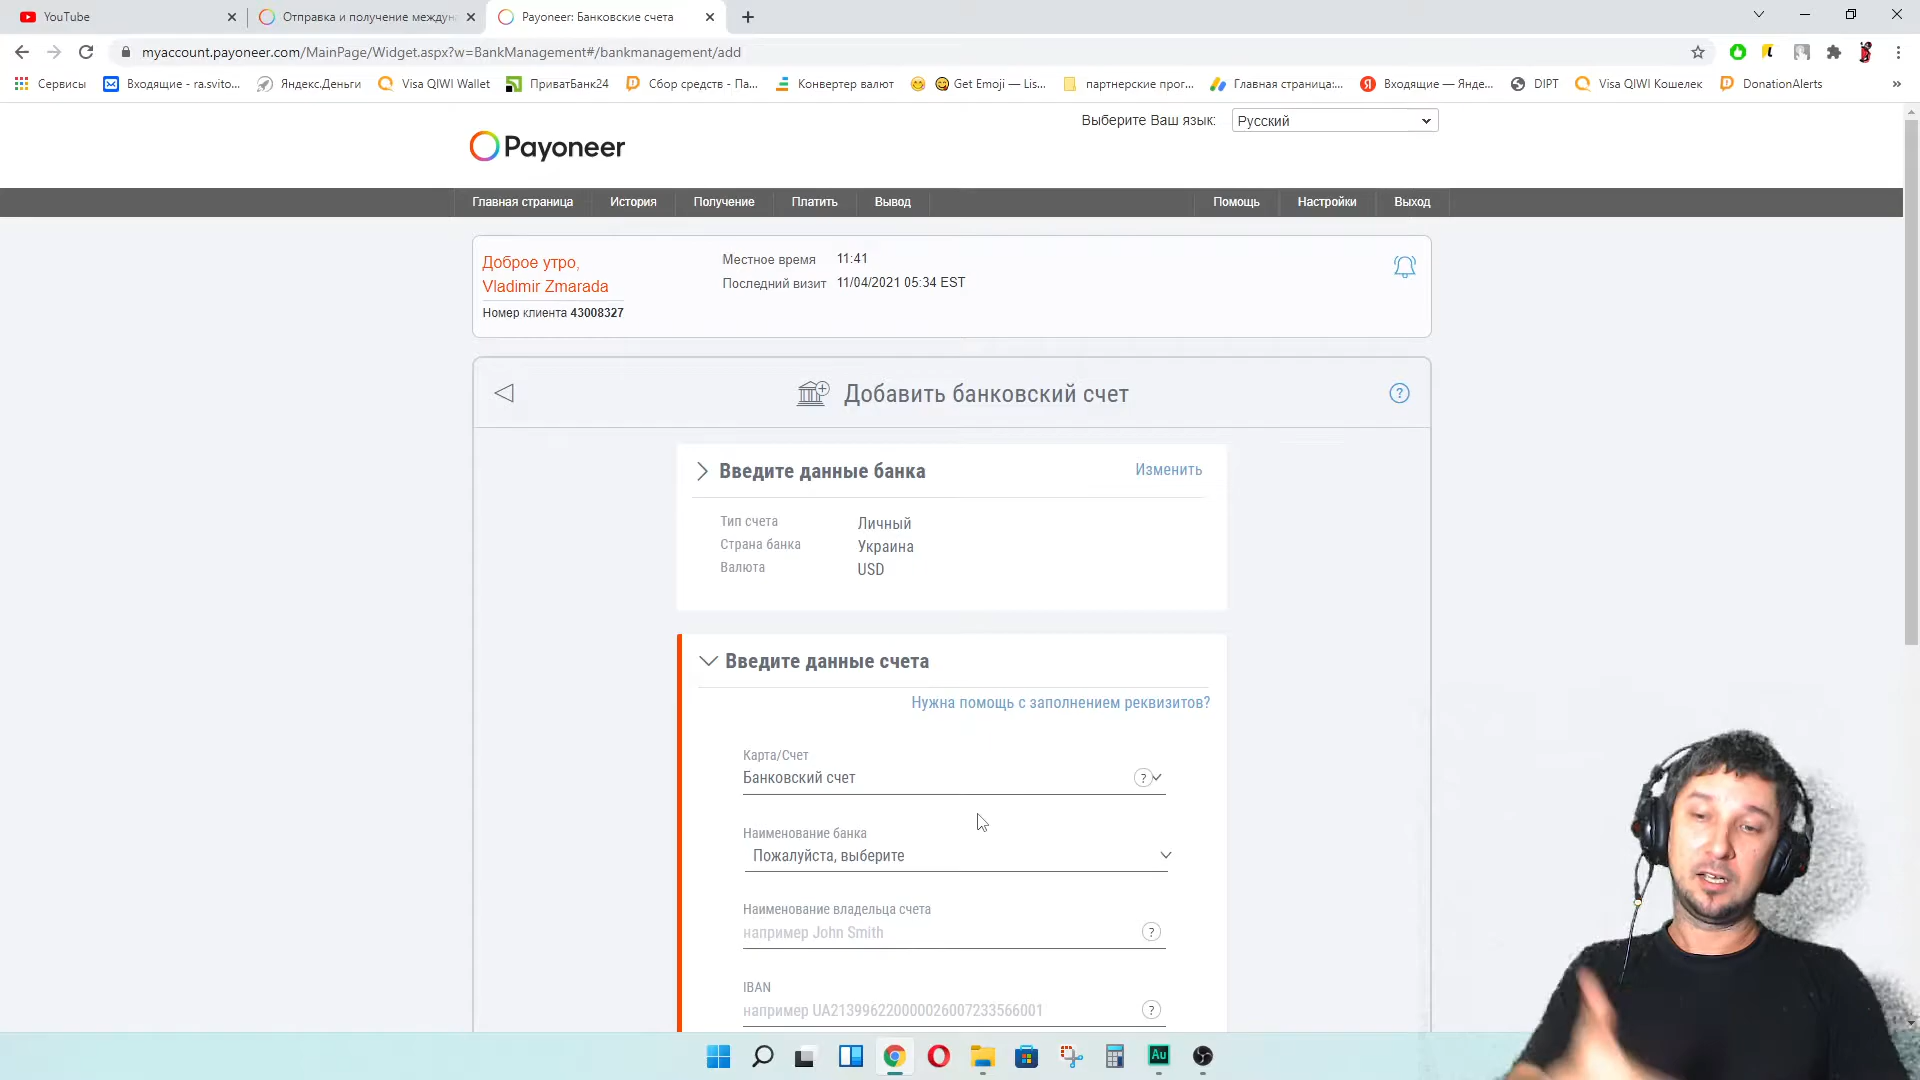 YouTube
Отправка и получение междуна
Payoneer: Банковские счета
myaccount.payoneer.com/MainPage/Widget.aspx?w=BankManagement#/bankmanagement/add
Сервисы
Входящие - ra.svito...
Яндекс.Деньги
Visa QIWI Wallet
ПриватБанк24
Сбор средств - Па...
Конвертер валют
Get Emoji — Lis...
партнерские прог...
Главная страница:...
Входящие — Янде...
DIPT
Visa QIWI Кошелек
DonationAlerts
»
Выберите Ваш язык: Русский
Payoneer
Главная страница История Получение Платить Вывод Помощь Настройки Выход
Доброе утро,
Vladimir Zmarada
Номер клиента 43008327
Местное время 11:41
Последний визит 11/04/2021 05:34 EST
Добавить банковский счет
?
Введите данные банка
Изменить
Тип счета Личный
Страна банка Украина
Валюта USD
Введите данные счета
Нужна помощь с заполнением реквизитов?
Карта/Счет
Банковский счет
?
Наименование банка
Пожалуйста, выберите
Наименование владельца счета
например John Smith
?
IBAN
например UA213996220000026007233566001
?
Au